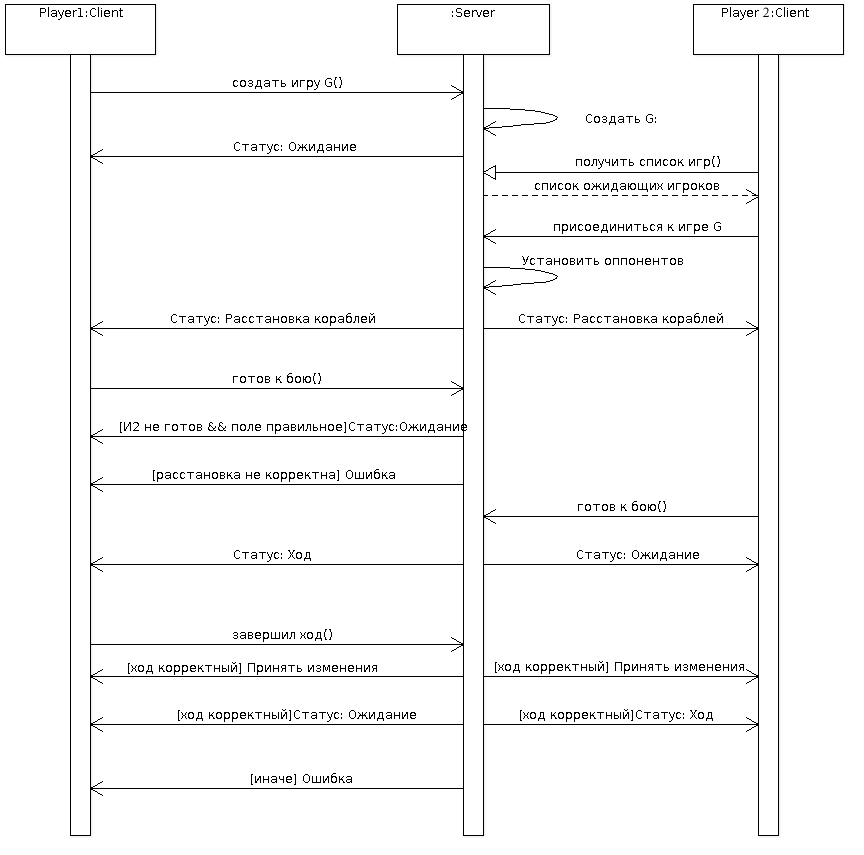 Player1:Client
:Server
Player 2:Client
создать игру G()
Создать G:
Статус: Ожидание
получить список игр()
список ожидающих игроков
присоединиться к игре G
Установить оппонентов
Статус: Расстановка кораблей
Статус: Расстановка кораблей
готов к бою()
[И2 не готов && поле правильное]Статус:Ожидание
[расстановка не корректна] Ошибка
готов к бою()
Статус: Ход
Статус: Ожидание
завершил ход()
[ход корректный] Принять изменения
[ход корректный] Принять изменения
[ход корректный]Статус: Ожидание
[ход корректный]Статус: Ход
[иначе] Ошибка